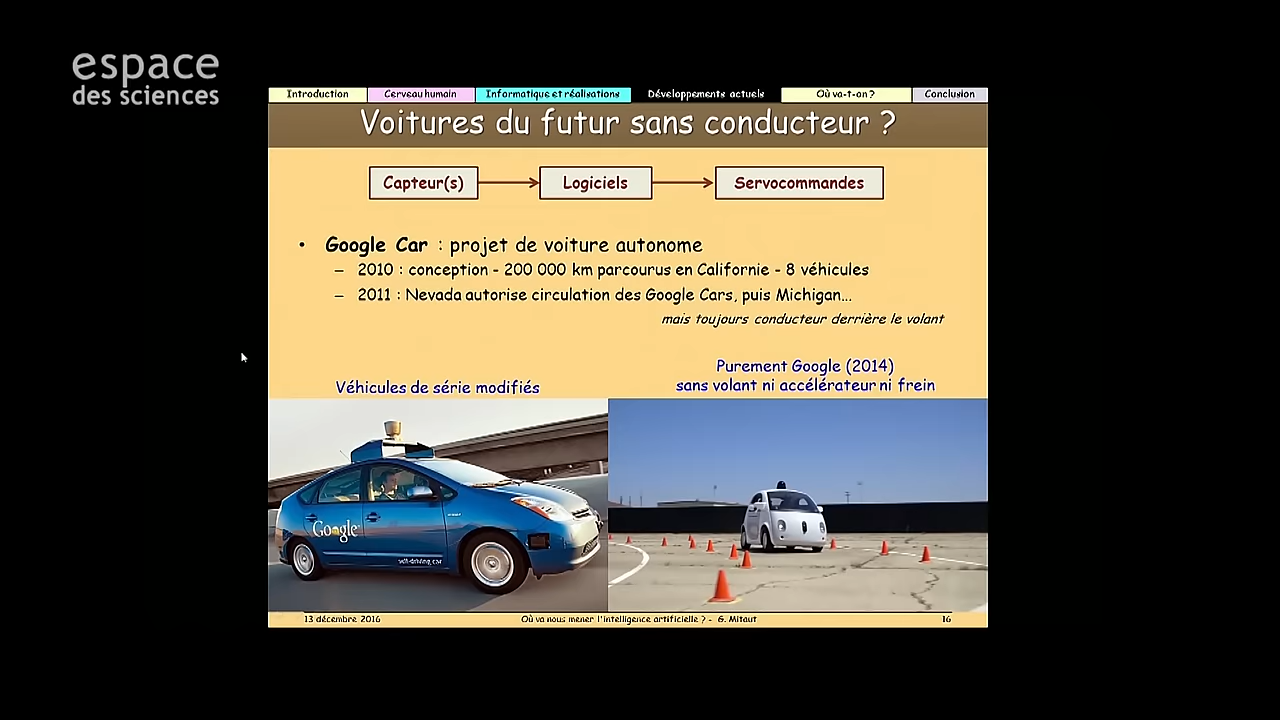 espace
des sciences
Introduction Cerveau humain Informatique et réalisations Développements actuels Où va-t-on ? Conclusion
Voitures du futur sans conducteur ?
Capteur(s) Logiciels Servocommandes
• Google Car : projet de voiture autonome
– 2010 : conception - 200 000 km parcourus en Californie - 8 véhicules
– 2011 : Nevada autorise circulation des Google Cars, puis Michigan...
mais toujours conducteur derrière le volant
Purement Google (2014)
Véhicules de série modifiés
sans volant ni accélérateur ni frein
Google
self-driving car
13 décembre 2016 Où va nous mener l'intelligence artificielle ? - G. Mitaut 16